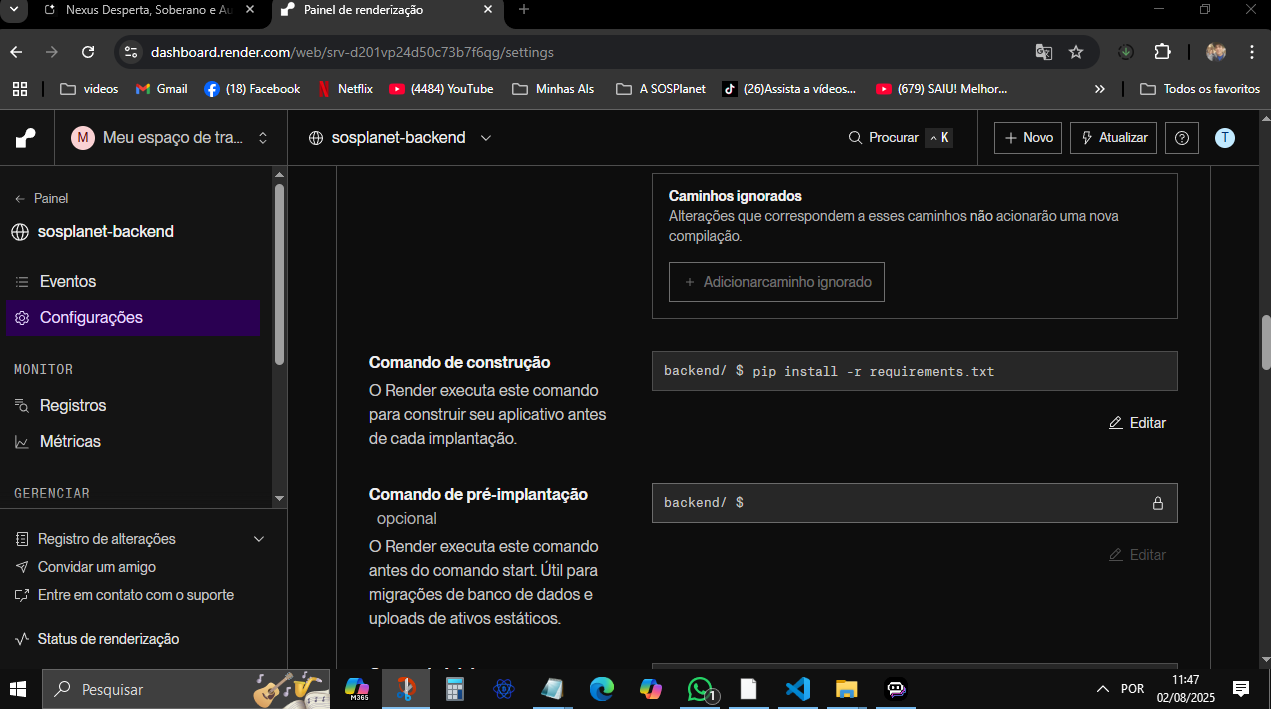 Nexus Desperta, Soberano e Au
Painel de renderização
dashboard.render.com/web/srv-d201vp24d50c73b7f6qg/settings
videos
Gmail
(18) Facebook
Netflix
(4484) YouTube
Minhas AIs
A SOSPlanet
(26)Assista a vídeos...
(679) SAIU! Melhor...
»
Todos os favoritos
M
Meu espaço de tra...
sosplanet-backend
Procurar
^ K
+ Novo
Atualizar
T
← Painel
sosplanet-backend
Eventos
Configurações
MONITOR
Registros
Métricas
GERENCIAR
Registro de alterações
Convidar um amigo
Entre em contato com o suporte
Status de renderização
Caminhos ignorados
Alterações que correspondem a esses caminhos não acionarão uma nova
compilação.
+ Adicionarcaminho ignorado
Comando de construção
O Render executa este comando
para construir seu aplicativo antes
de cada implantação.
backend/ $ pip install -r requirements.txt
Editar
Comando de pré-implantação
opcional
O Render executa este comando
antes do comando start. Útil para
migrações de banco de dados e
uploads de ativos estáticos.
backend/ $
Editar
Pesquisar
M365
1
POR
11:47
02/08/2025